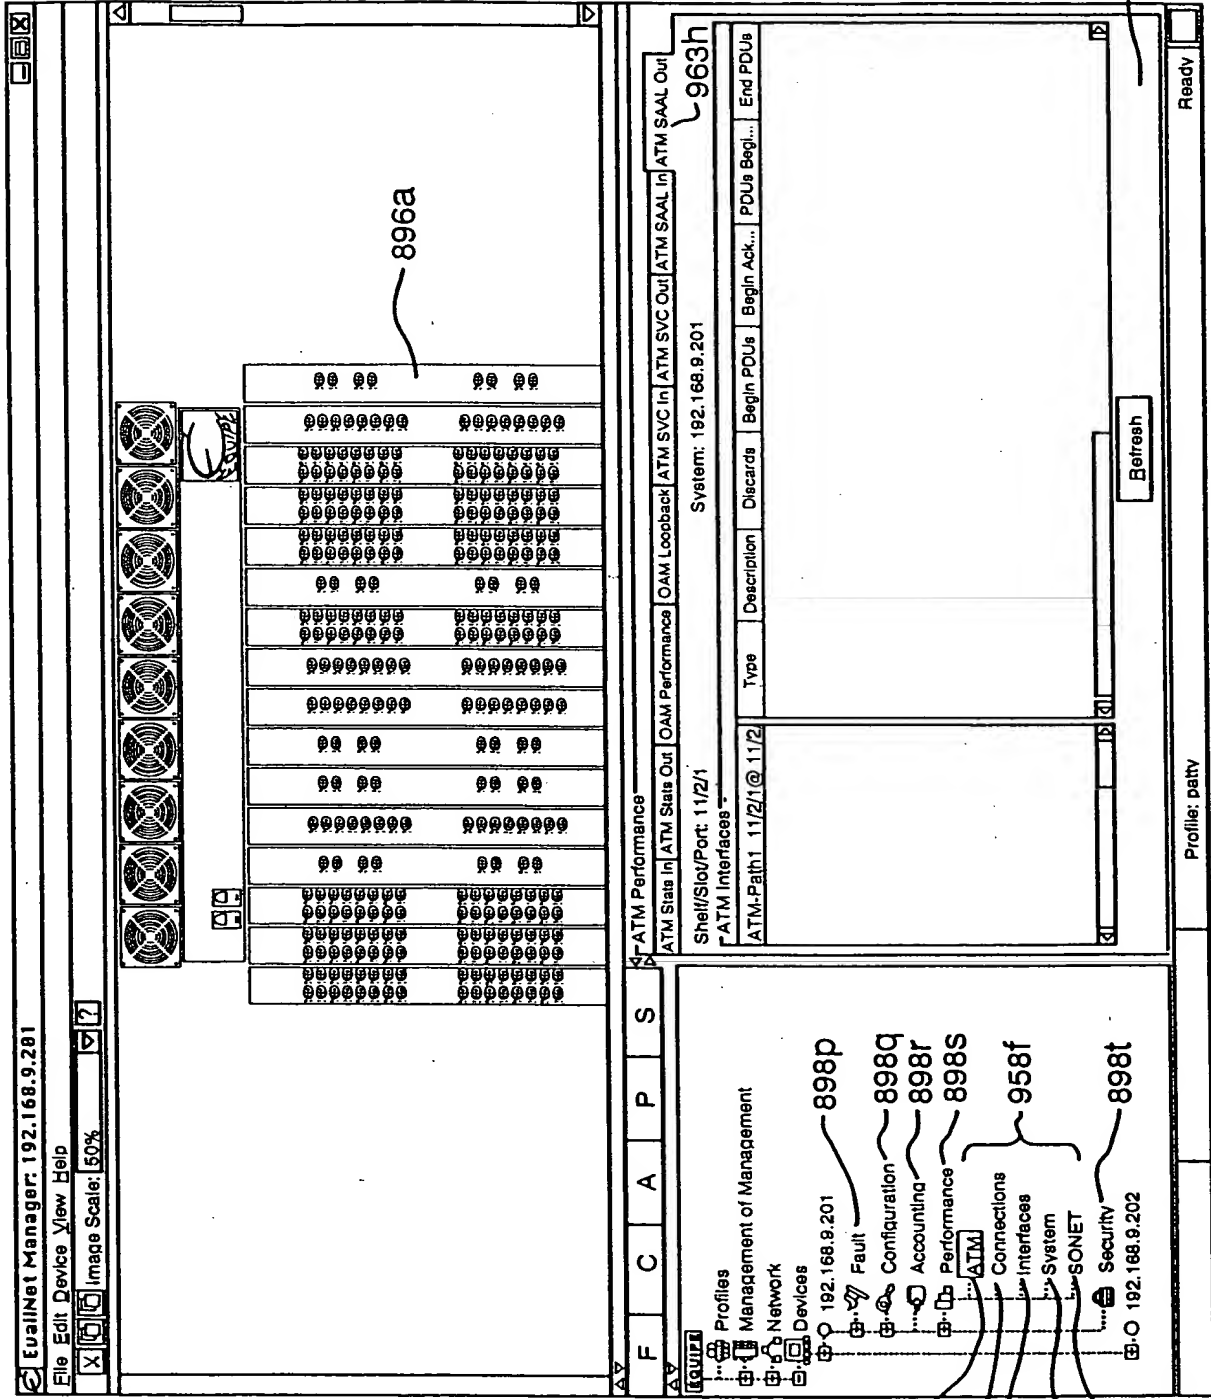 EualiNet Manager: 192.168.9.201
File Edit Device View Help
X Image Scale: 50% ?
896a
F C A P S
EQUIPE
Profiles
Management of Management
Network
Devices
192.168.9.201
898p
Fault
Configuration
898q
Accounting
898r
Performance
898s
ATM
Connections
Interfaces
System
SONET
958f
Security
898t
192.168.9.202
ATM Performance
ATM Stats In ATM Stats Out OAM Performance OAM Loopback ATM SVC In ATM SVC Out ATM SAAL In ATM SAAL Out
963h
Shelf/Slot/Port: 11/2/1 System: 192.168.9.201
ATM Interfaces
ATM-Path1 11/2/1@ 11/2/
Type Description Discards Begin PDUs Begin Ack... PDUs Begi... End PDUs
Refresh
Profile: patty
Ready